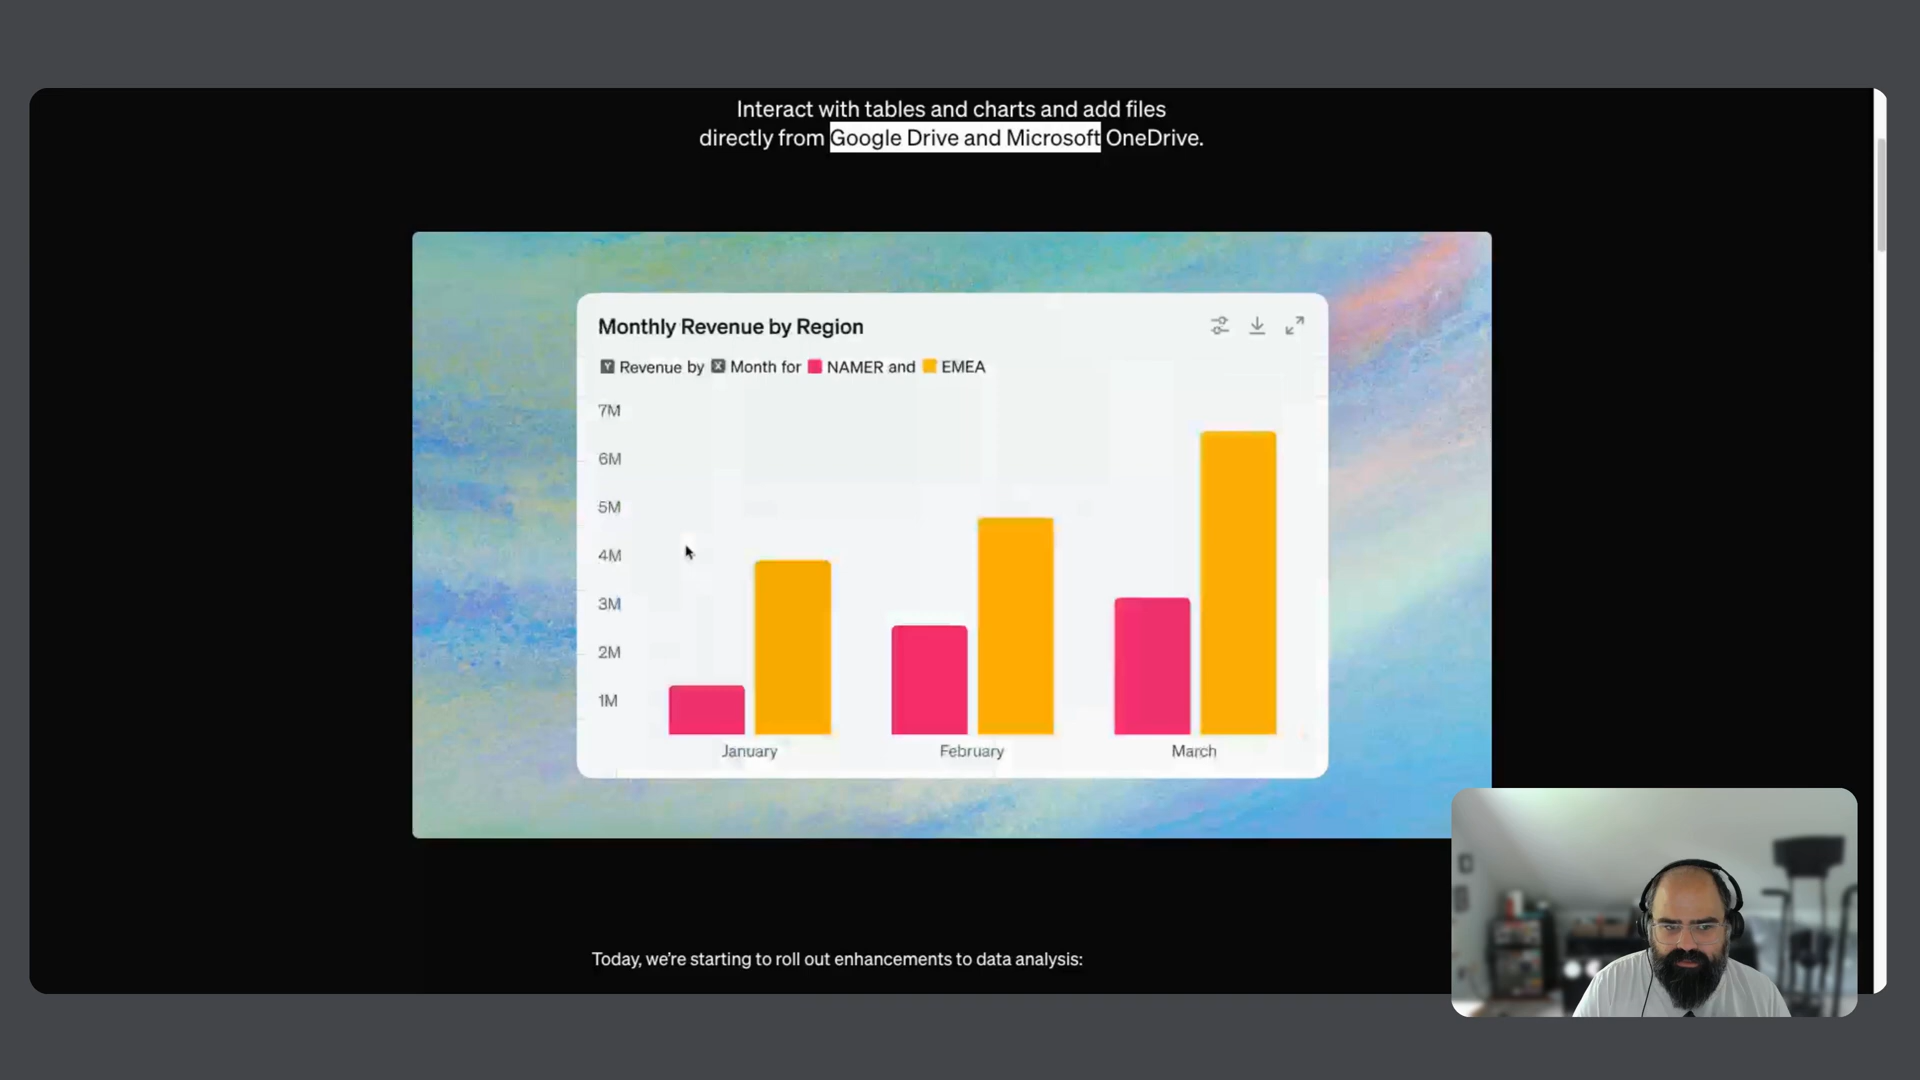 Interact with tables and charts and add files
directly from Google Drive and Microsoft OneDrive.
Monthly Revenue by Region
Y Revenue by X Month for NAMER and EMEA
7M
6M
5M
4M
3M
2M
1M
January February March
Today, we're starting to roll out enhancements to data analysis: